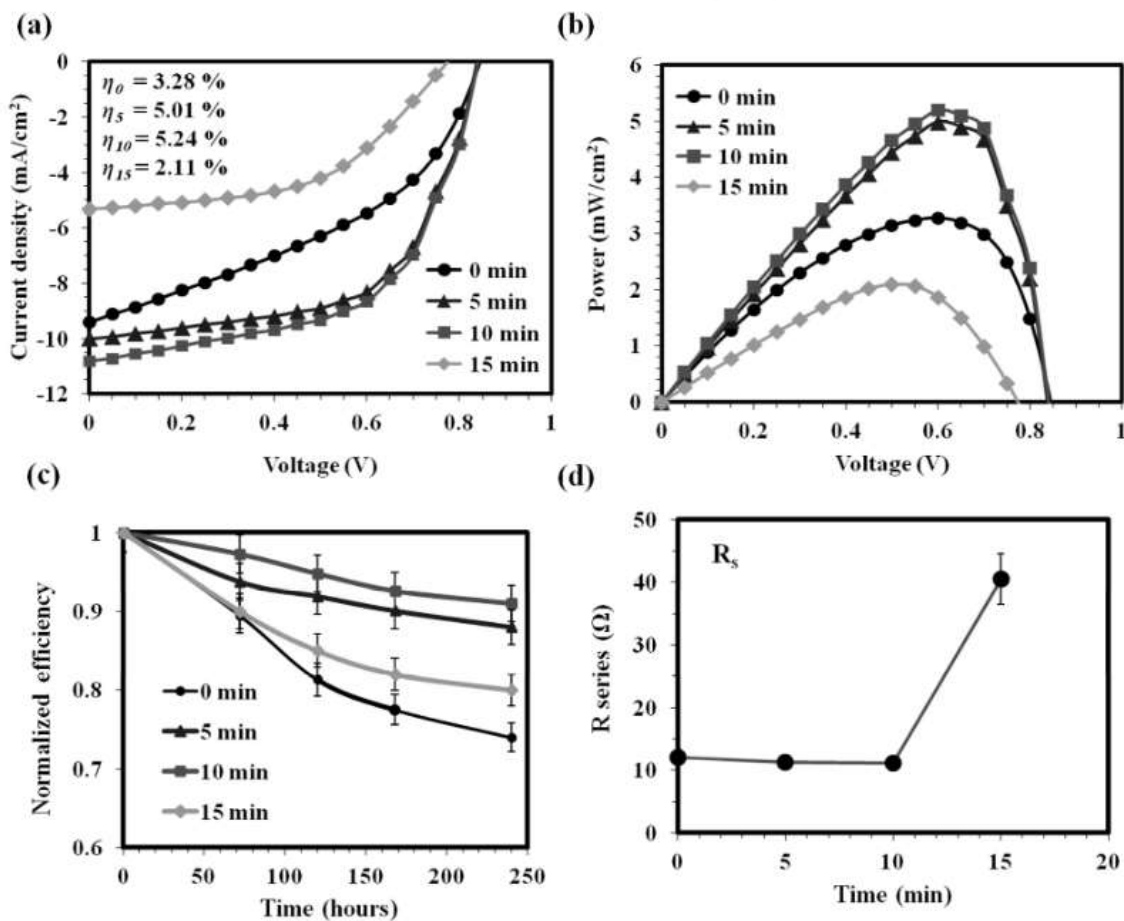 (a)
0
-2
-4
-6
-8
-10
-12
Current density (mA/cm²)
η₀ = 3.28 %
η₅ = 5.01 %
η₁₀ = 5.24 %
η₁₅ = 2.11 %
0 min
5 min
10 min
15 min
0 0.2 0.4 0.6 0.8 1
Voltage (V)
(b)
6
5
4
3
2
1
0
Power (mW/cm²)
0 min
5 min
10 min
15 min
0 0.2 0.4 0.6 0.8 1
Voltage (V)
(c)
1
0.9
0.8
0.7
0.6
Normalized efficiency
0 min
5 min
10 min
15 min
0 50 100 150 200 250
Time (hours)
(d)
50
40
30
20
10
0
R series (Ω)
Rₛ
0 5 10 15 20
Time (min)